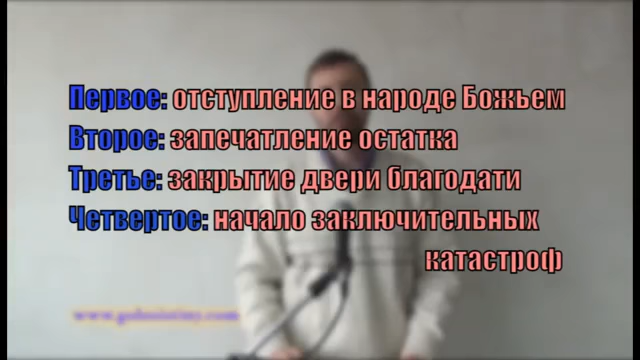 Первое: отступление в народе Божьем
Второе: запечатление остатка
Третье: закрытие двери благодати
Четвертое: начало заключительных
катастроф